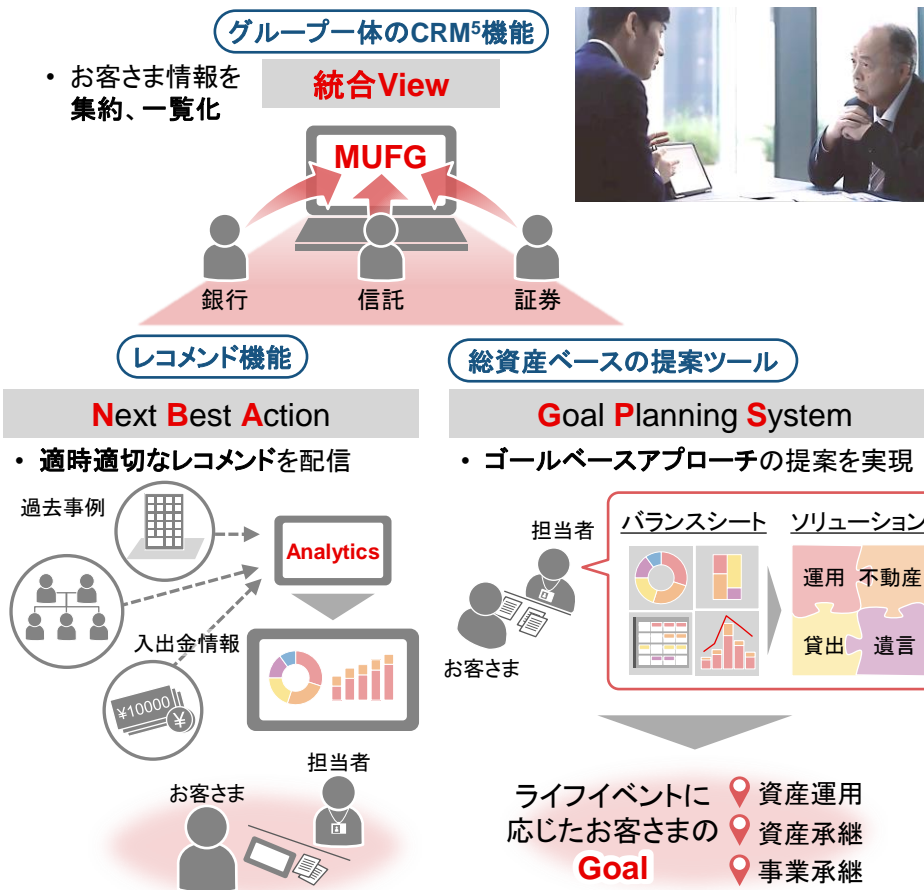 グループ一体のCRM⁵機能
• お客さま情報を
集約、一覧化
統合View
MUFG
銀行
信託
証券
レコメンド機能
Next Best Action
• 適時適切なレコメンドを配信
過去事例
Analytics
入出金情報
¥10000
¥
担当者
お客さま
総資産ベースの提案ツール
Goal Planning System
• ゴールベースアプローチの提案を実現
担当者
お客さま
バランスシート
ソリューション
運用 不動産
貸出 遺言
ライフイベントに
応じたお客さまの
Goal
資産運用
資産承継
事業承継